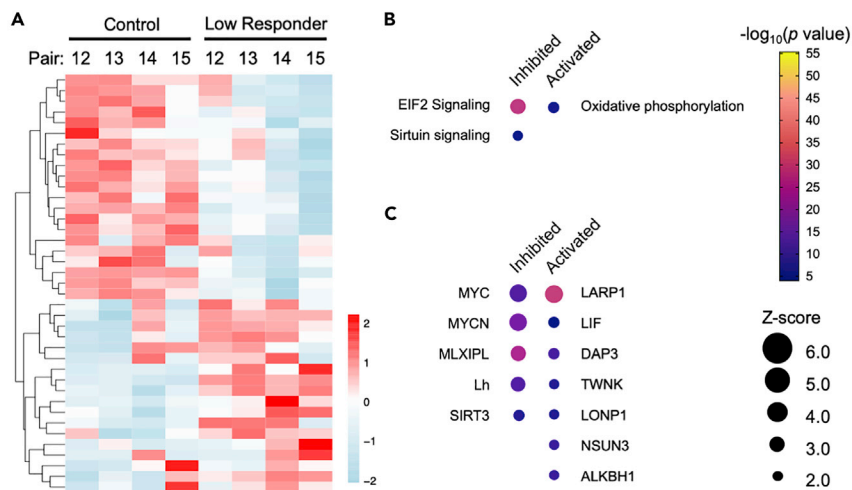 A
Control Low Responder
Pair: 12 13 14 15 12 13 14 15
2
1
0
−1
−2
B
Inhibited
Activated
EIF2 Signaling
Oxidative phosphorylation
Sirtuin signaling
-log10(p value)
55
50
45
40
35
30
25
20
15
10
5
C
Inhibited
Activated
MYC LARP1
MYCN LIF
MLXIPL DAP3
Lh TWNK
SIRT3 LONP1
NSUN3
ALKBH1
Z-score
6.0
5.0
4.0
3.0
2.0